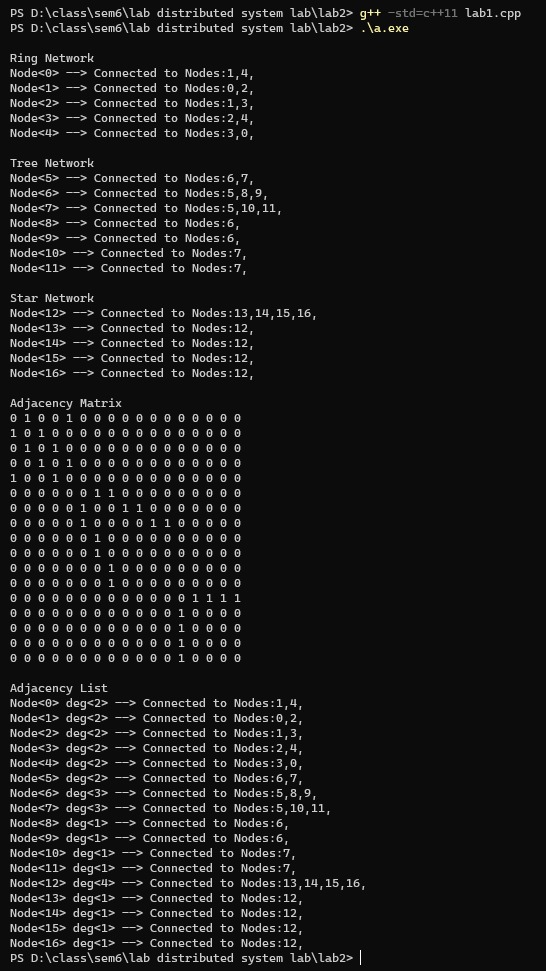 PS D:\class\sem6\lab distributed system lab\lab2> g++ -std=c++11 lab1.cpp
PS D:\class\sem6\lab distributed system lab\lab2> .\a.exe
Ring Network
Node<0> --> Connected to Nodes:1,4,
Node<1> --> Connected to Nodes:0,2,
Node<2> --> Connected to Nodes:1,3,
Node<3> --> Connected to Nodes:2,4,
Node<4> --> Connected to Nodes:3,0,
Tree Network
Node<5> --> Connected to Nodes:6,7,
Node<6> --> Connected to Nodes:5,8,9,
Node<7> --> Connected to Nodes:5,10,11,
Node<8> --> Connected to Nodes:6,
Node<9> --> Connected to Nodes:6,
Node<10> --> Connected to Nodes:7,
Node<11> --> Connected to Nodes:7,
Star Network
Node<12> --> Connected to Nodes:13,14,15,16,
Node<13> --> Connected to Nodes:12,
Node<14> --> Connected to Nodes:12,
Node<15> --> Connected to Nodes:12,
Node<16> --> Connected to Nodes:12,
Adjacency Matrix
0 1 0 0 1 0 0 0 0 0 0 0 0 0 0 0 0
1 0 1 0 0 0 0 0 0 0 0 0 0 0 0 0 0
0 1 0 1 0 0 0 0 0 0 0 0 0 0 0 0 0
0 0 1 0 1 0 0 0 0 0 0 0 0 0 0 0 0
1 0 0 1 0 0 0 0 0 0 0 0 0 0 0 0 0
0 0 0 0 0 0 1 1 0 0 0 0 0 0 0 0 0
0 0 0 0 0 1 0 0 1 1 0 0 0 0 0 0 0
0 0 0 0 0 1 0 0 0 0 1 1 0 0 0 0 0
0 0 0 0 0 0 1 0 0 0 0 0 0 0 0 0 0
0 0 0 0 0 0 1 0 0 0 0 0 0 0 0 0 0
0 0 0 0 0 0 0 1 0 0 0 0 0 0 0 0 0
0 0 0 0 0 0 0 1 0 0 0 0 0 0 0 0 0
0 0 0 0 0 0 0 0 0 0 0 0 0 1 1 1 1
0 0 0 0 0 0 0 0 0 0 0 0 1 0 0 0 0
0 0 0 0 0 0 0 0 0 0 0 0 1 0 0 0 0
0 0 0 0 0 0 0 0 0 0 0 0 1 0 0 0 0
0 0 0 0 0 0 0 0 0 0 0 0 1 0 0 0 0
Adjacency List
Node<0> deg<2> --> Connected to Nodes:1,4,
Node<1> deg<2> --> Connected to Nodes:0,2,
Node<2> deg<2> --> Connected to Nodes:1,3,
Node<3> deg<2> --> Connected to Nodes:2,4,
Node<4> deg<2> --> Connected to Nodes:3,0,
Node<5> deg<2> --> Connected to Nodes:6,7,
Node<6> deg<3> --> Connected to Nodes:5,8,9,
Node<7> deg<3> --> Connected to Nodes:5,10,11,
Node<8> deg<1> --> Connected to Nodes:6,
Node<9> deg<1> --> Connected to Nodes:6,
Node<10> deg<1> --> Connected to Nodes:7,
Node<11> deg<1> --> Connected to Nodes:7,
Node<12> deg<4> --> Connected to Nodes:13,14,15,16,
Node<13> deg<1> --> Connected to Nodes:12,
Node<14> deg<1> --> Connected to Nodes:12,
Node<15> deg<1> --> Connected to Nodes:12,
Node<16> deg<1> --> Connected to Nodes:12,
PS D:\class\sem6\lab distributed system lab\lab2>